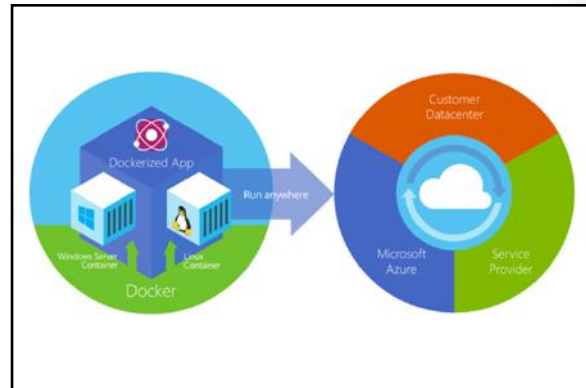 Dockerized App
Windows Server
Container
Linux
Container
Docker
Run anywhere
Customer
Datacenter
Microsoft
Azure
Service
Provider